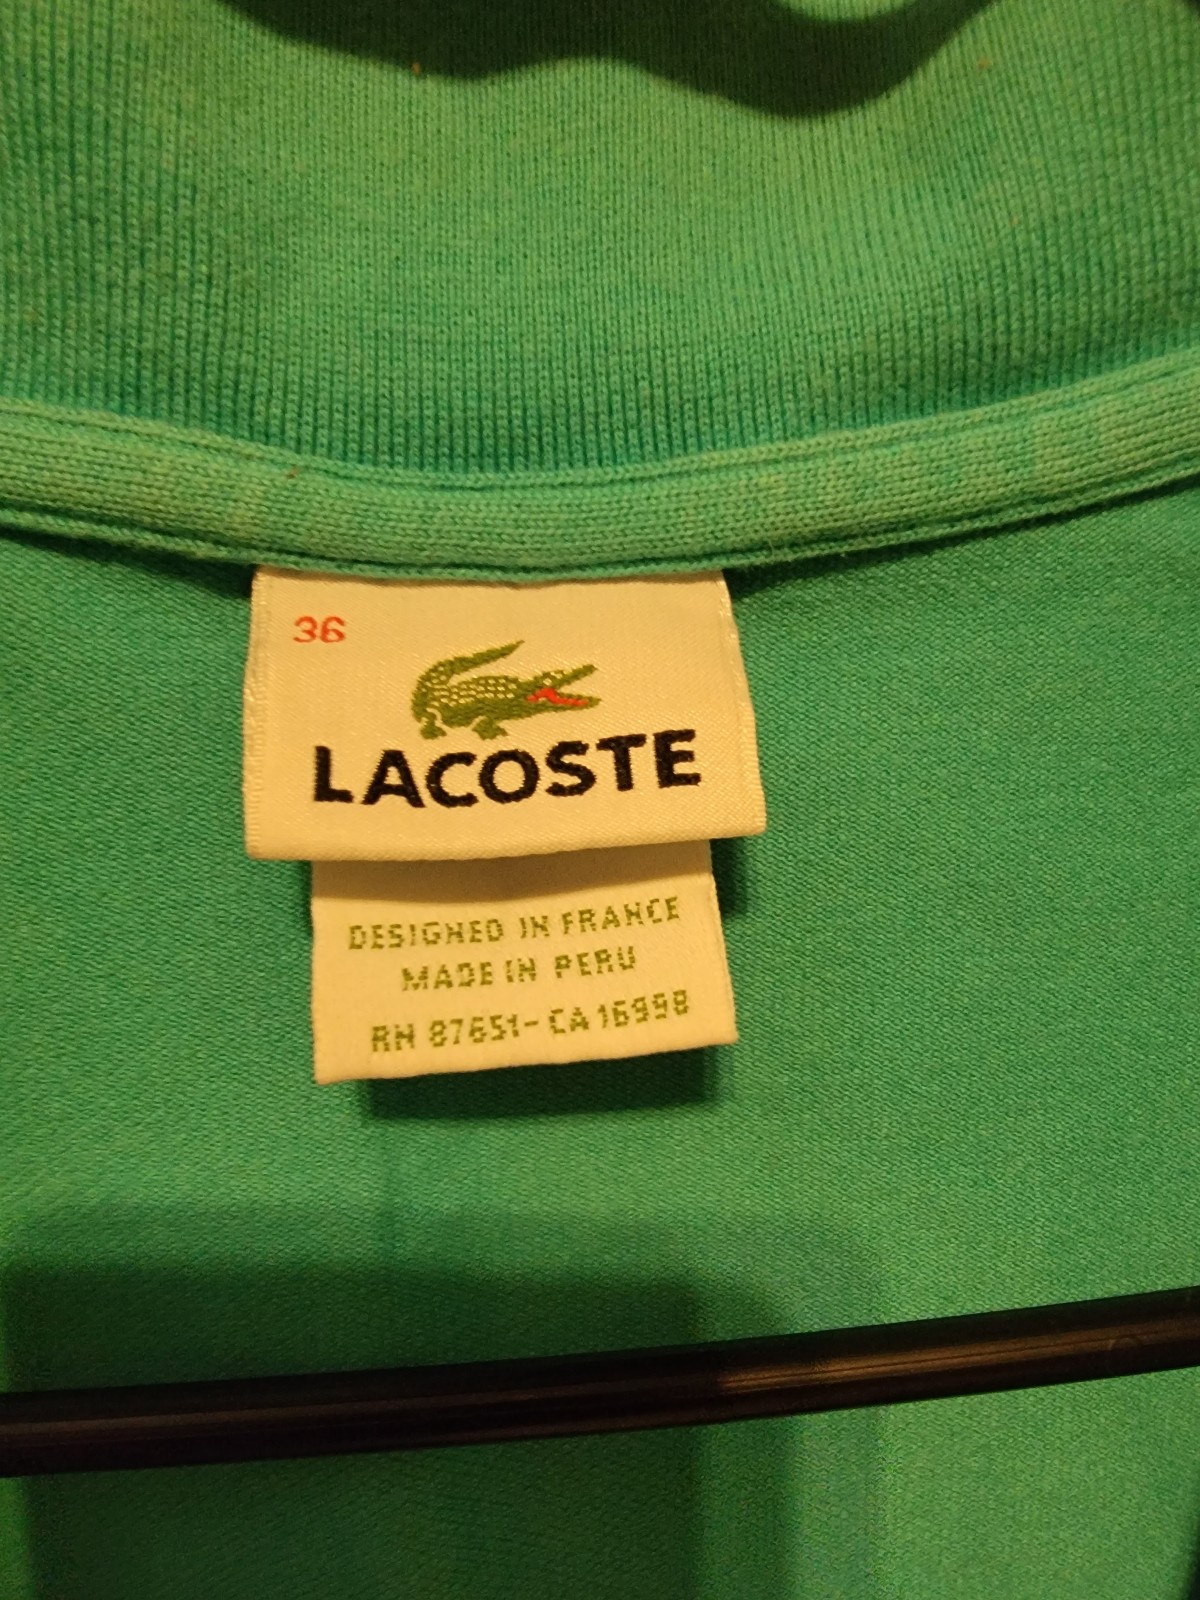 36
LACOSTE
DESIGNED IN FRANCE
MADE IN PERU
RN 87651- CA 16998